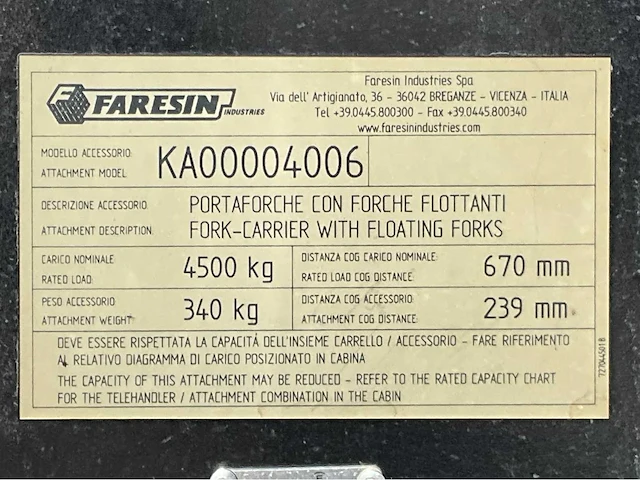 FARESIN
INDUSTRIES
Faresin Industries Spa
Via dell' Artigianato, 36 - 36042 BREGANZE - VICENZA - ITALIA
Tel +39.0445.800300 - Fax +39.0445.800340
www.faresinindustries.com
MODELLO ACCESSORIO:
ATTACHMENT MODEL:
KA00004006
DESCRIZIONE ACCESSORIO:
ATTACHMENT DESCRIPTION:
PORTAFORCHE CON FORCHE FLOTTANTI
FORK-CARRIER WITH FLOATING FORKS
CARICO NOMINALE:
RATED LOAD:
4500 kg
DISTANZA COG CARICO NOMINALE:
RATED LOAD COG DISTANCE:
670 mm
PESO ACCESSORIO:
ATTACHMENT WEIGHT:
340 kg
DISTANZA COG ACCESSORIO:
ATTACHMENT COG DISTANCE:
239 mm
DEVE ESSERE RISPETTATA LA CAPACITÀ DELL'INSIEME CARRELLO / ACCESSORIO - FARE RIFERIMENTO
AL RELATIVO DIAGRAMMA DI CARICO POSIZIONATO IN CABINA
THE CAPACITY OF THIS ATTACHMENT MAY BE REDUCED - REFER TO THE RATED CAPACITY CHART
FOR THE TELEHANDLER / ATTACHMENT COMBINATION IN THE CABIN